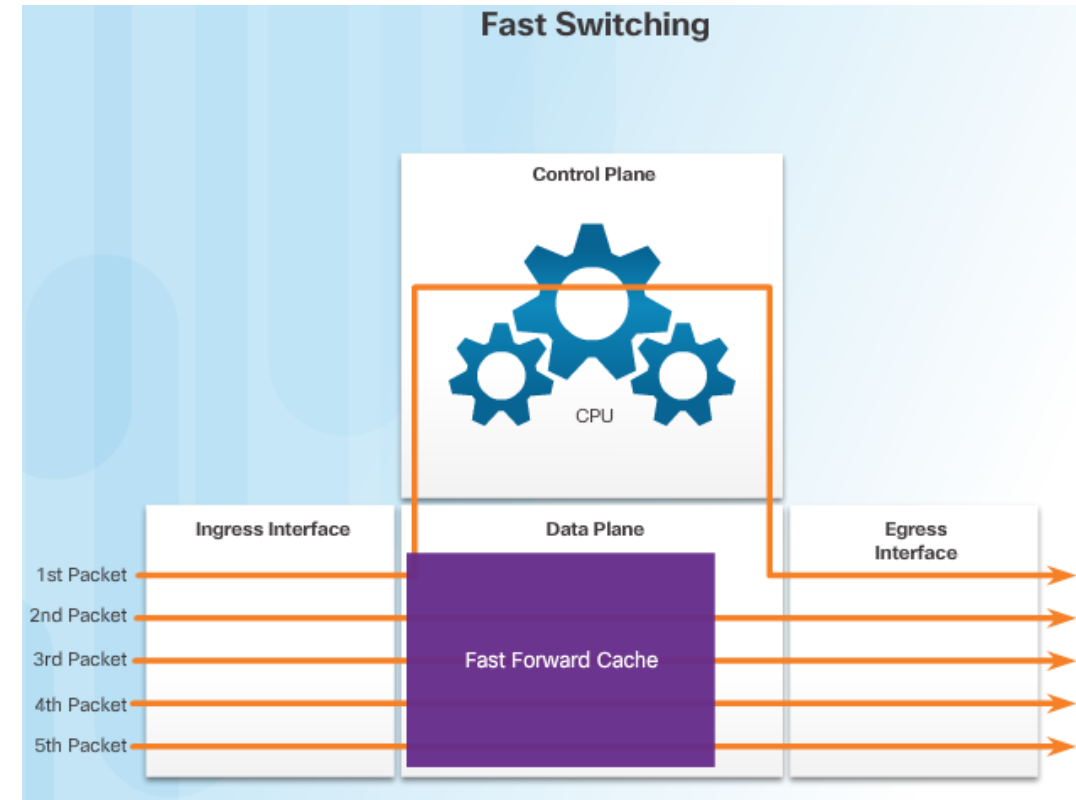 Fast Switching
Control Plane
CPU
Ingress Interface
Data Plane
Egress
Interface
1st Packet
2nd Packet
3rd Packet
Fast Forward Cache
4th Packet
5th Packet